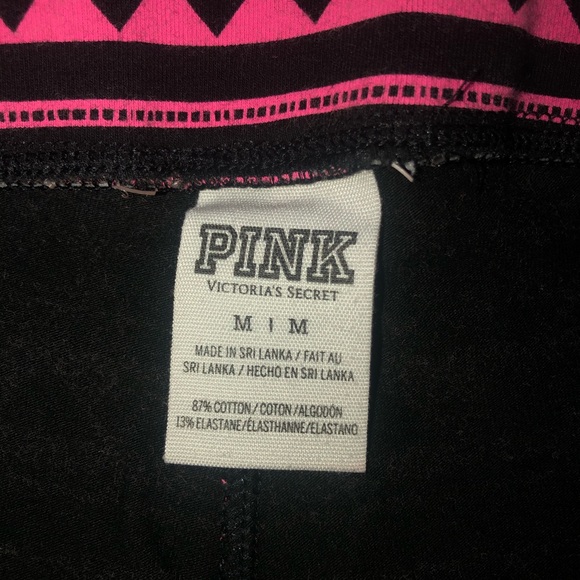 PINK
VICTORIA'S SECRET
M | M
MADE IN SRI LANKA / FAIT AU
SRI LANKA / HECHO EN SRI LANKA
87% COTTON/COTON/ALGODÓN
13% ELASTANE/ÉLASTHANNE/ELASTANO